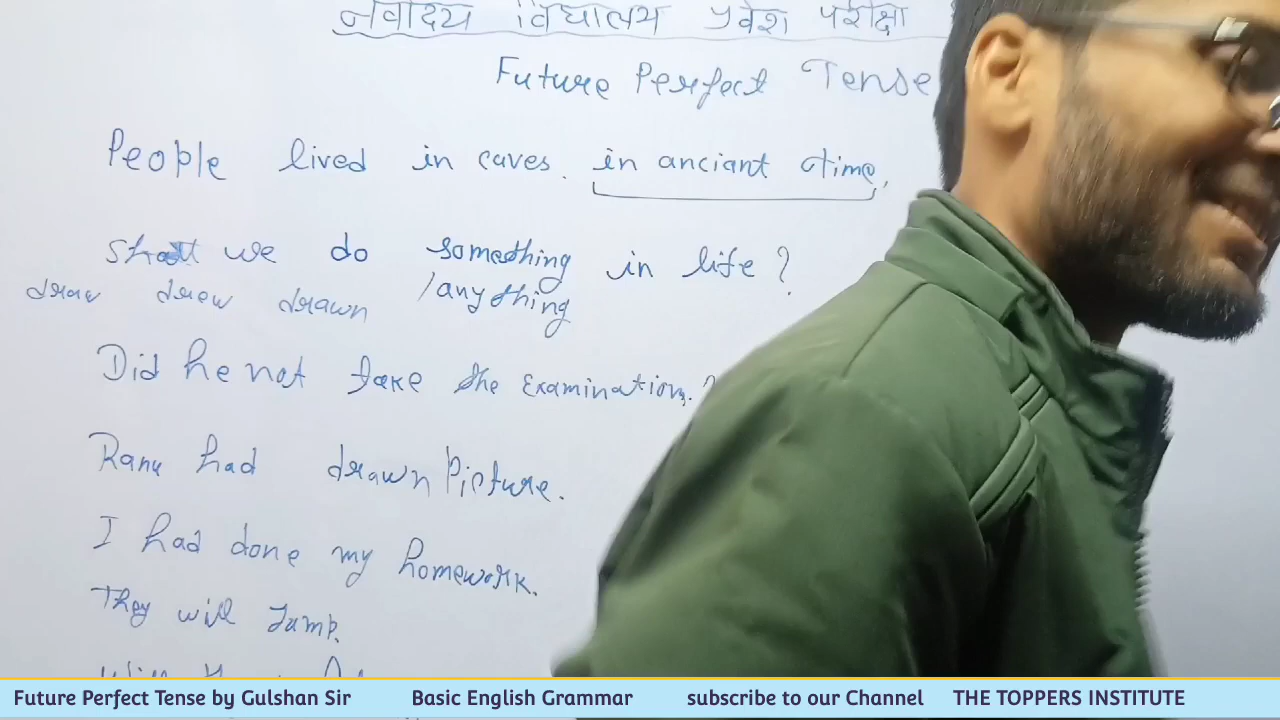 नवोदय विद्यालय प्रवेश परीक्षा
Future Perfect Tense
People lived in caves. in anciant time,
Shall we do something in life ?
draw drew drawn /anything
Did he not take the Examination. ?
Ranu had drawn Picture.
I had done my homework.
They will Jump.
Future Perfect Tense by Gulshan Sir Basic English Grammar subscribe to our Channel THE TOPPERS INSTITUTE